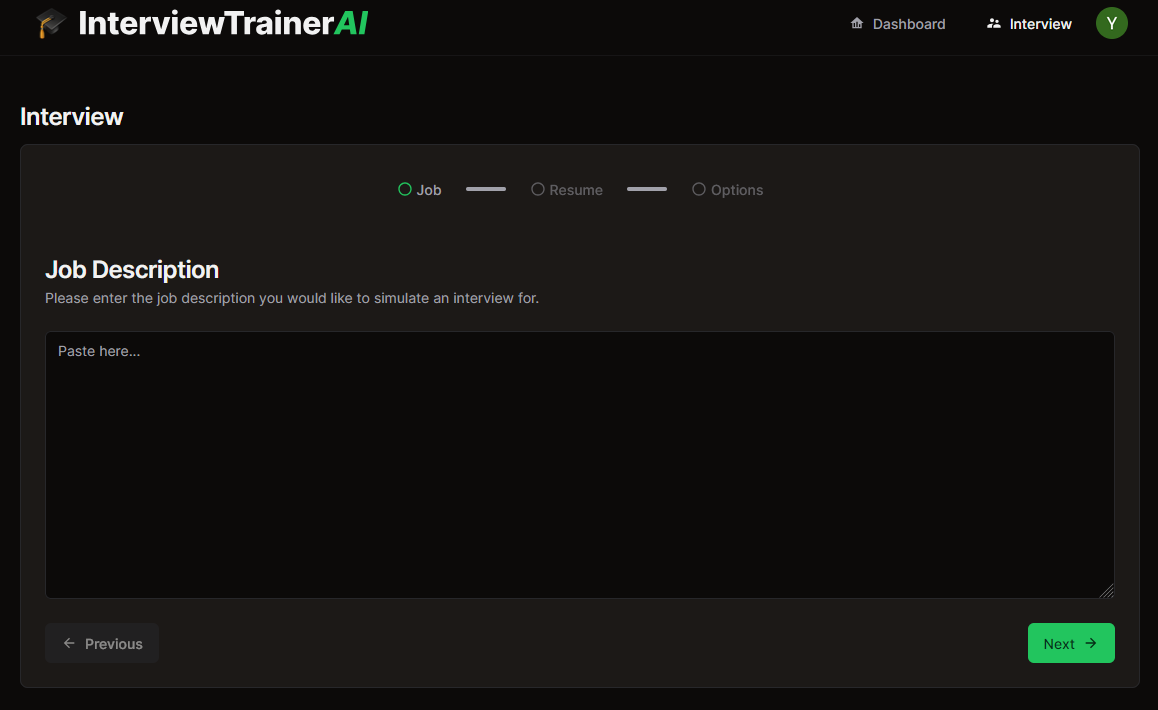 InterviewTrainerAI
Dashboard
Interview
Y
Interview
Job
Resume
Options
Job Description
Please enter the job description you would like to simulate an interview for.
Paste here...
Previous
Next